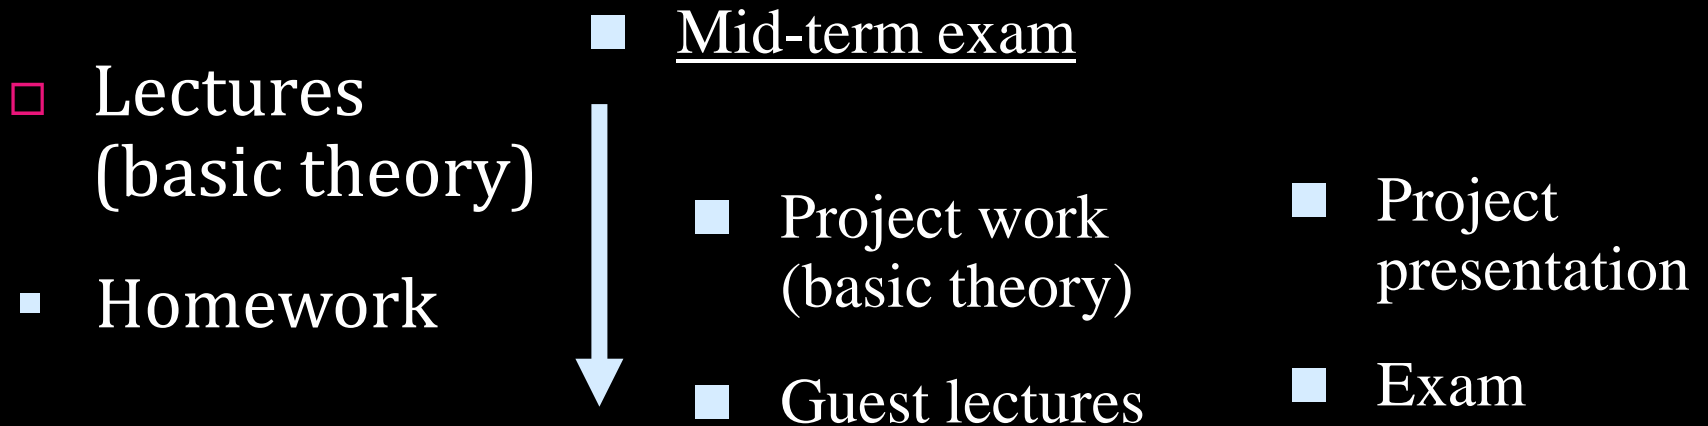 Mid-term exam
Lectures
(basic theory)
Homework
Project work
(basic theory)
Guest lectures
Project
presentation
Exam